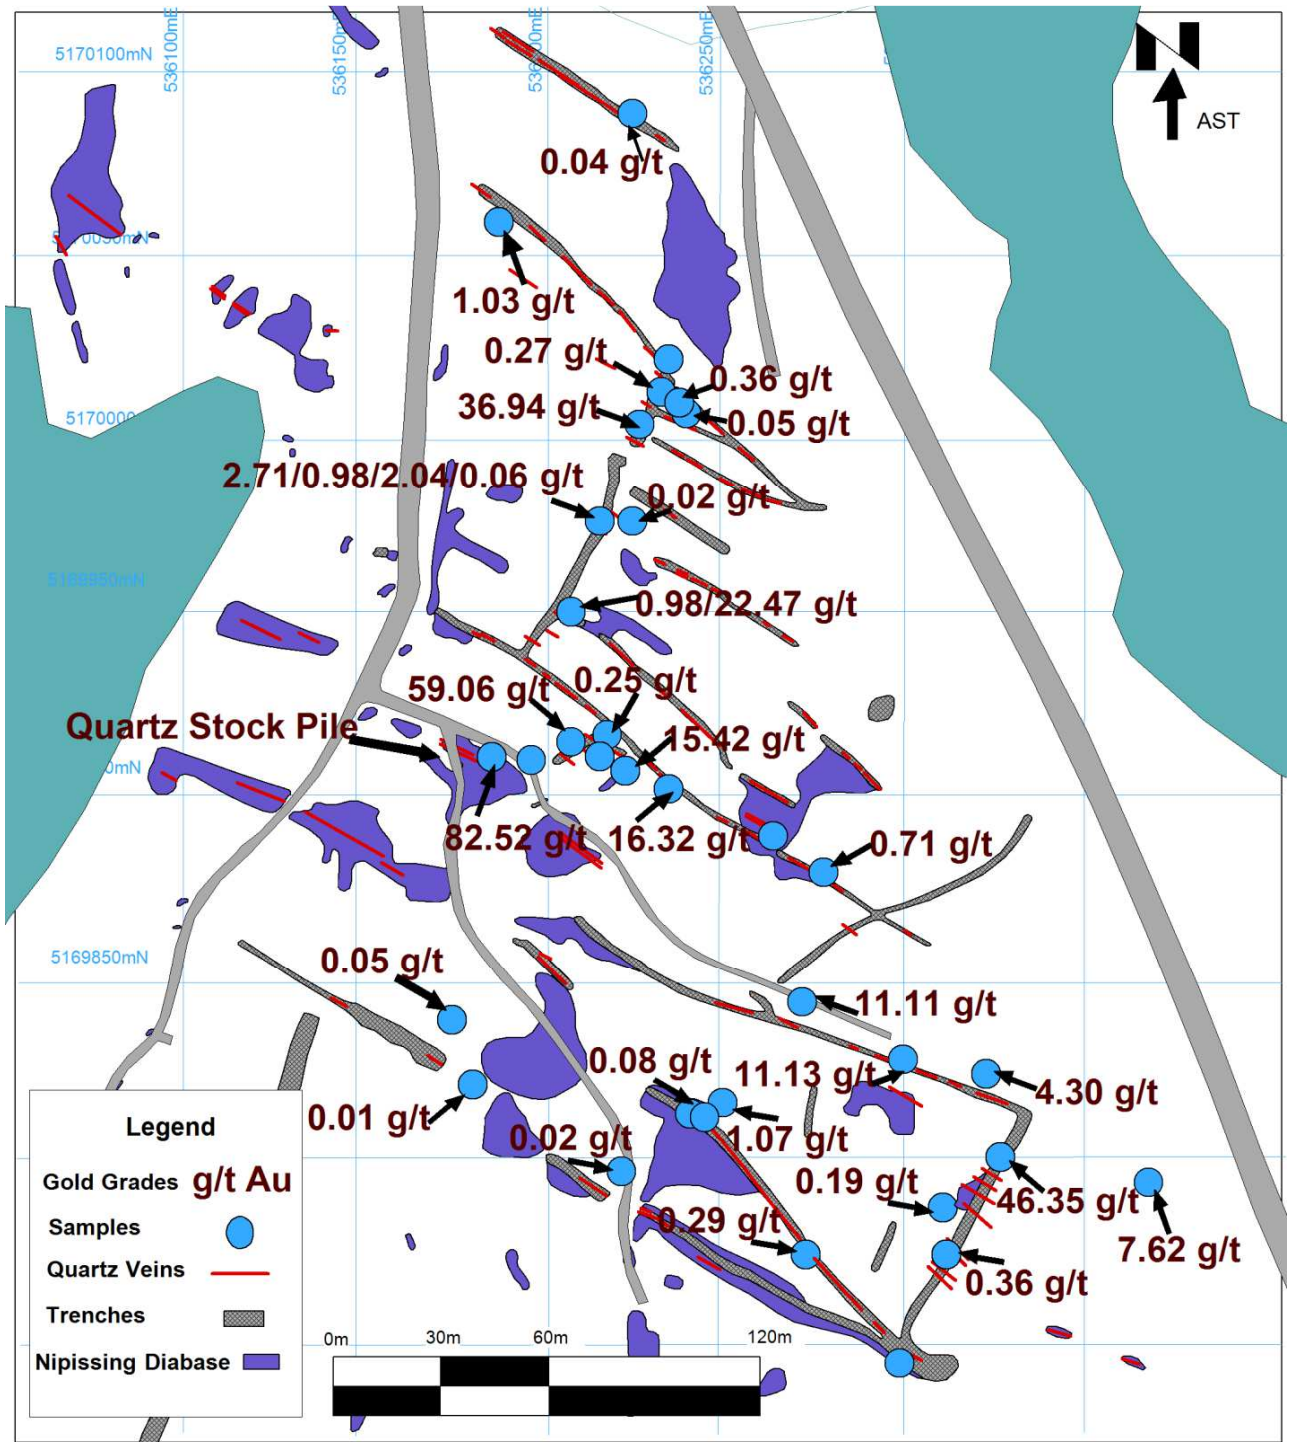 5170100mN
536100mE
536150mE
536250mE
AST
0.04 g/t
1.03 g/t
0.27 g/t
0.36 g/t
36.94 g/t
0.05 g/t
2.71/0.98/2.04/0.06 g/t
0.02 g/t
5169950mN
0.98/22.47 g/t
59.06 g/t
0.25 g/t
Quartz Stock Pile
15.42 g/t
82.52 g/t
16.32 g/t
0.71 g/t
5169850mN
0.05 g/t
11.11 g/t
0.08 g/t
11.13 g/t
4.30 g/t
0.01 g/t
0.02 g/t
1.07 g/t
0.19 g/t
46.35 g/t
0.29 g/t
7.62 g/t
0.36 g/t
Legend
Gold Grades g/t Au
Samples
Quartz Veins
Trenches
Nipissing Diabase
0m 30m 60m 120m